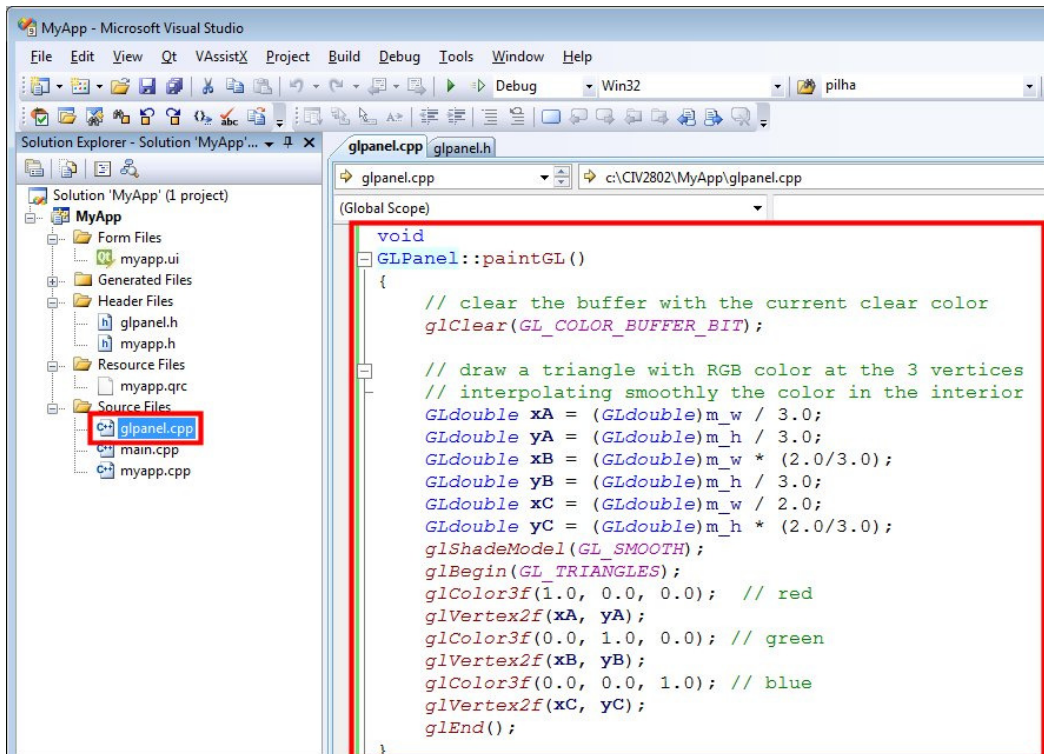 MyApp - Microsoft Visual Studio
File Edit View Qt VAssistX Project Build Debug Tools Window Help
Debug Win32 pilha
Solution Explorer - Solution 'MyApp'...
glpanel.cpp glpanel.h
glpanel.cpp c:\CIV2802\MyApp\glpanel.cpp
(Global Scope)
Solution 'MyApp' (1 project)
MyApp
Form Files
myapp.ui
Generated Files
Header Files
glpanel.h
myapp.h
Resource Files
myapp.qrc
Source Files
glpanel.cpp
main.cpp
myapp.cpp
void
GLPanel::paintGL()
{
// clear the buffer with the current clear color
glClear(GL_COLOR_BUFFER_BIT);
// draw a triangle with RGB color at the 3 vertices
// interpolating smoothly the color in the interior
GLdouble xA = (GLdouble)m_w / 3.0;
GLdouble yA = (GLdouble)m_h / 3.0;
GLdouble xB = (GLdouble)m_w * (2.0/3.0);
GLdouble yB = (GLdouble)m_h / 3.0;
GLdouble xC = (GLdouble)m_w / 2.0;
GLdouble yC = (GLdouble)m_h * (2.0/3.0);
glShadeModel(GL_SMOOTH);
glBegin(GL_TRIANGLES);
glColor3f(1.0, 0.0, 0.0); // red
glVertex2f(xA, yA);
glColor3f(0.0, 1.0, 0.0); // green
glVertex2f(xB, yB);
glColor3f(0.0, 0.0, 1.0); // blue
glVertex2f(xC, yC);
glEnd();
}